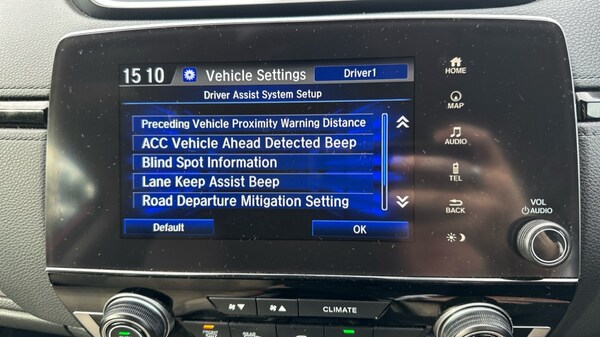 15 10 Vehicle Settings Driver1
Driver Assist System Setup
Preceding Vehicle Proximity Warning Distance
ACC Vehicle Ahead Detected Beep
Blind Spot Information
Lane Keep Assist Beep
Road Departure Mitigation Setting
Default OK
HOME
MAP
AUDIO
TEL
BACK
VOL
AUDIO
CLIMATE
FRONT
REAR